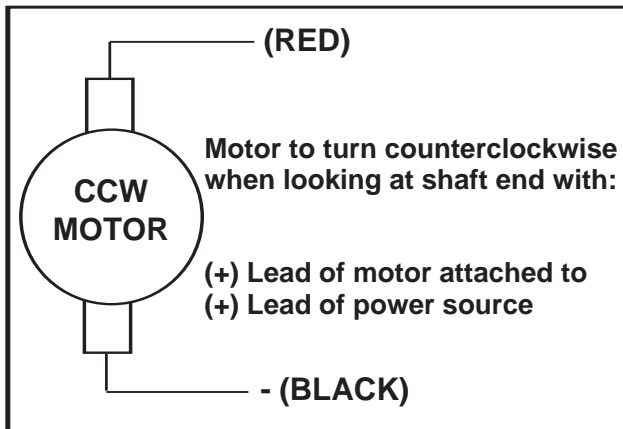 (RED)
Motor to turn counterclockwise
when looking at shaft end with:
CCW
MOTOR
(+) Lead of motor attached to
(+) Lead of power source
- (BLACK)